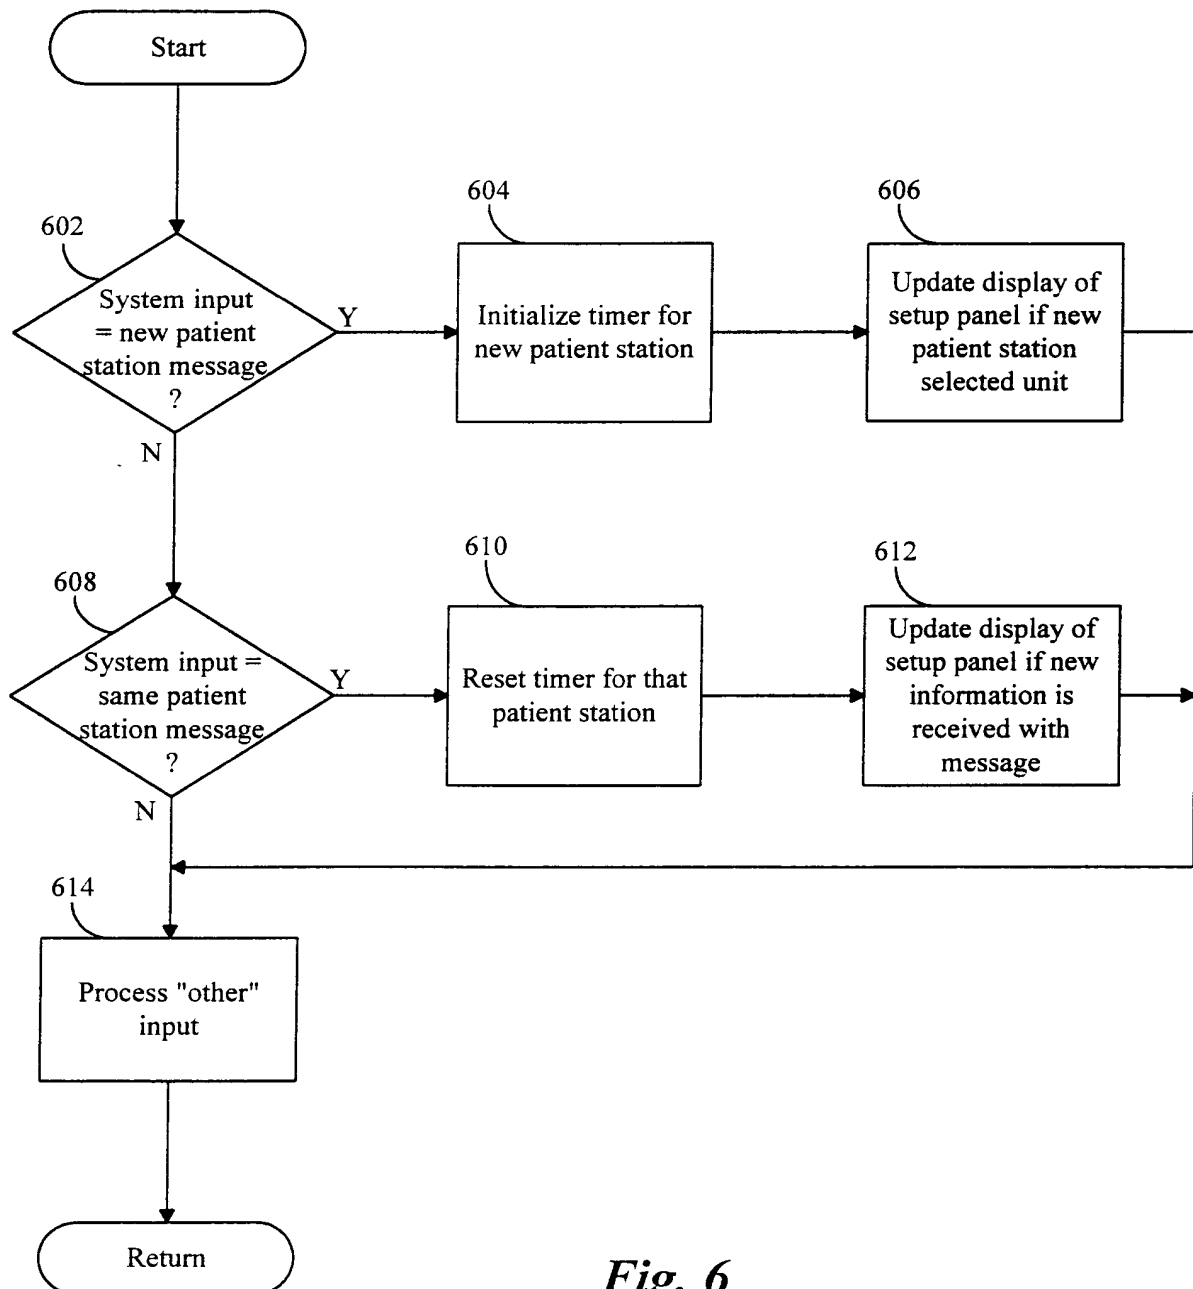 Start
602
System input
= new patient
station message
?
Y
N
604
Initialize timer for
new patient station
606
Update display of
setup panel if new
patient station
selected unit
608
System input =
same patient
station message
?
Y
N
610
Reset timer for that
patient station
612
Update display of
setup panel if new
information is
received with
message
614
Process "other"
input
Return
Fig. 6